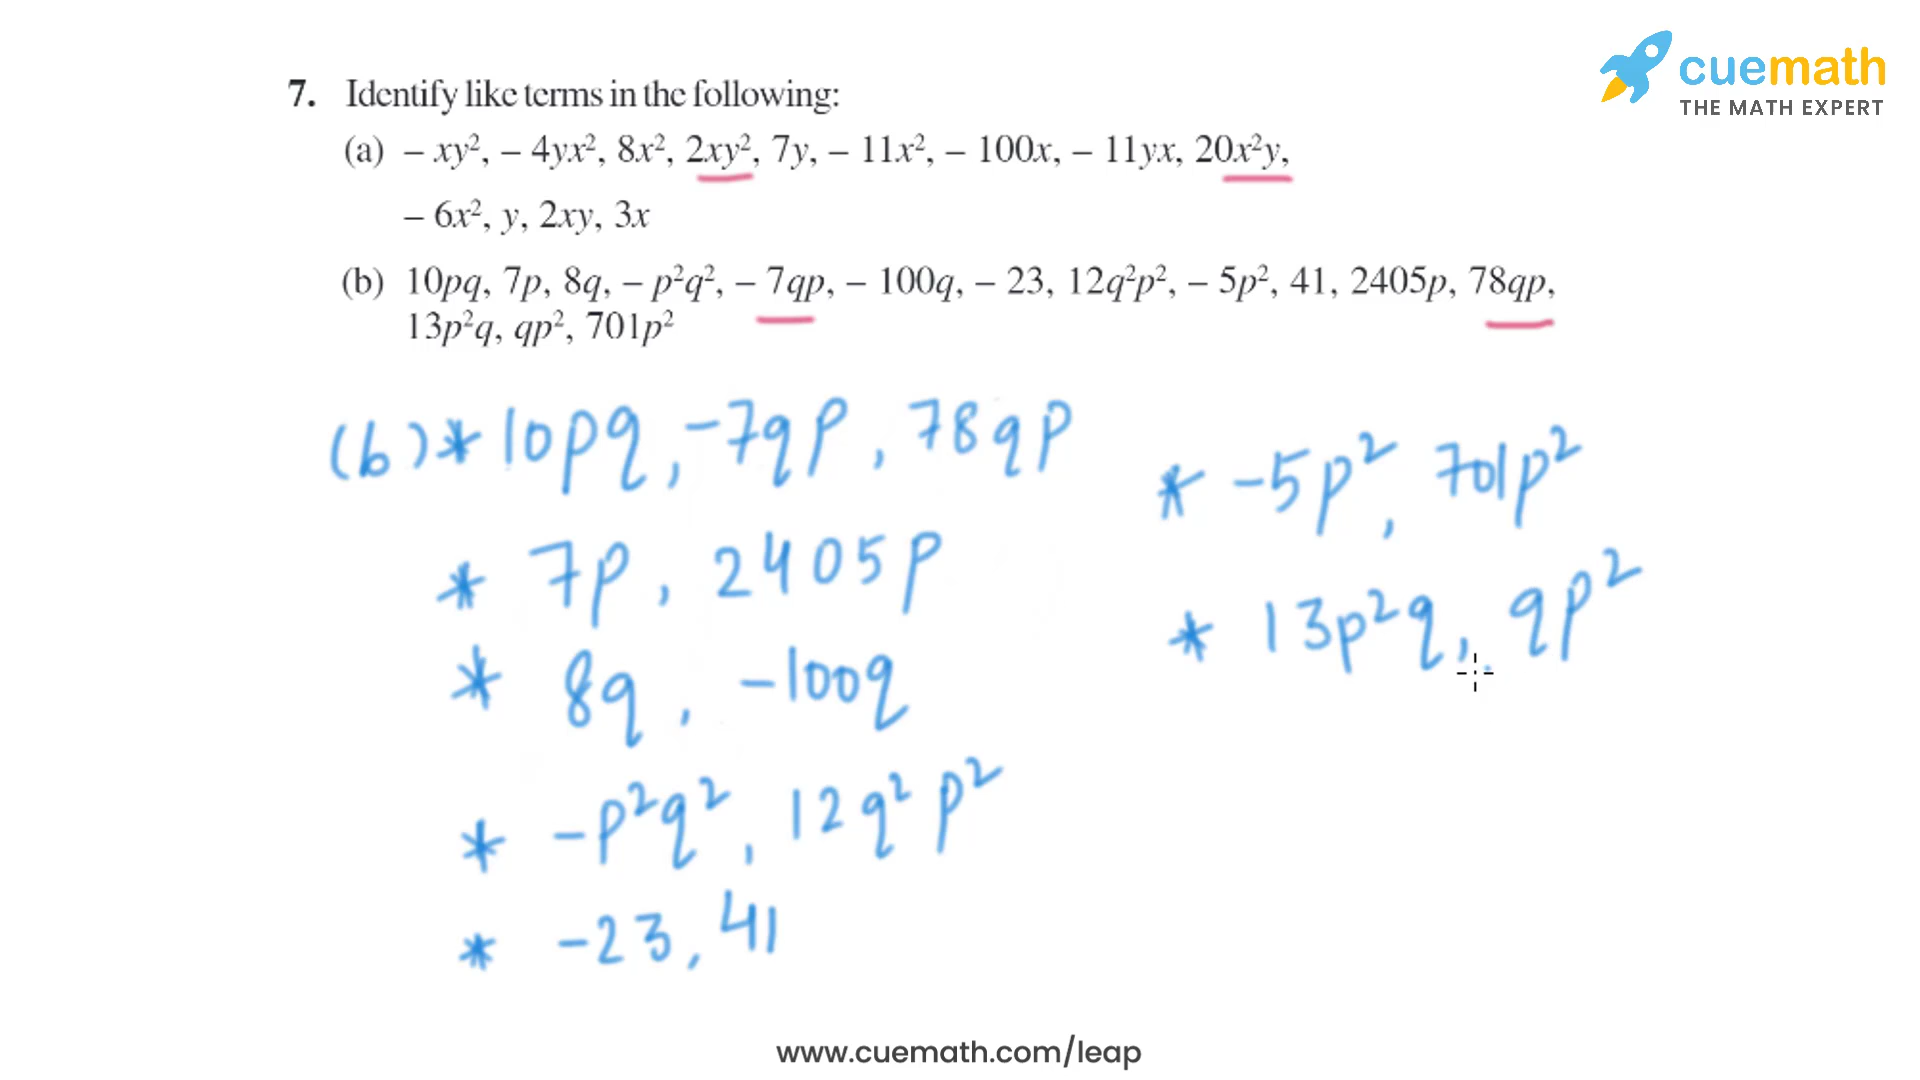 cuemath
THE MATH EXPERT
7. Identify like terms in the following:
(a) – xy², – 4yx², 8x², 2xy², 7y, – 11x², – 100x, – 11yx, 20x²y,
– 6x², y, 2xy, 3x
(b) 10pq, 7p, 8q, – p²q², – 7qp, – 100q, – 23, 12q²p², – 5p², 41, 2405p, 78qp,
13p²q, qp², 701p²
(b) * 10pq, -7qp, 78qp
* 7p, 2405p
* 8q, -100q
* -p²q², 12q²p²
* -23, 41
* -5p², 701p²
* 13p²q, qp²
www.cuemath.com/leap